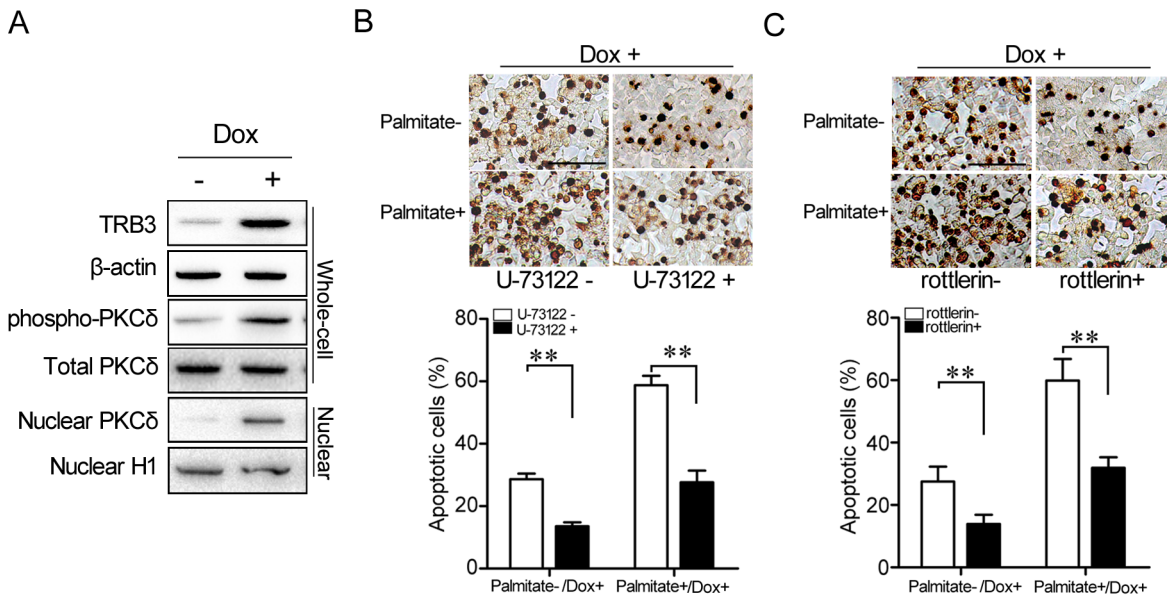 A
Dox
- +
TRB3
β-actin
phospho-PKCδ
Total PKCδ
Whole-cell
Nuclear PKCδ
Nuclear H1
Nuclear
B
Dox +
Palmitate-
Palmitate+
U-73122 - U-73122 +
U-73122 -
U-73122 +
Apoptotic cells (%)
80
60
40
20
0
**
**
Palmitate- /Dox+ Palmitate+/Dox+
C
Dox +
Palmitate-
Palmitate+
rottlerin- rottlerin+
rottlerin-
rottlerin+
Apoptotic cells (%)
80
60
40
20
0
**
**
Palmitate- /Dox+ Palmitate+/Dox+